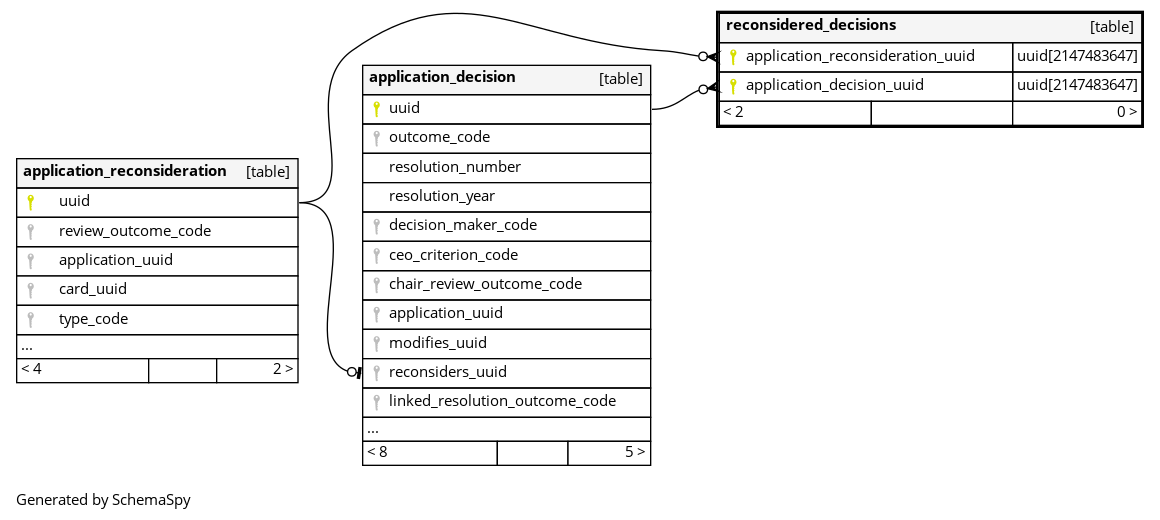 reconsidered_decisions [table]
application_reconsideration_uuid uuid[2147483647]
application_decision_uuid uuid[2147483647]
< 2 0 >
application_decision [table]
uuid
outcome_code
resolution_number
resolution_year
decision_maker_code
ceo_criterion_code
chair_review_outcome_code
application_uuid
modifies_uuid
reconsiders_uuid
linked_resolution_outcome_code
...
< 8 5 >
application_reconsideration [table]
uuid
review_outcome_code
application_uuid
card_uuid
type_code
...
< 4 2 >
Generated by SchemaSpy